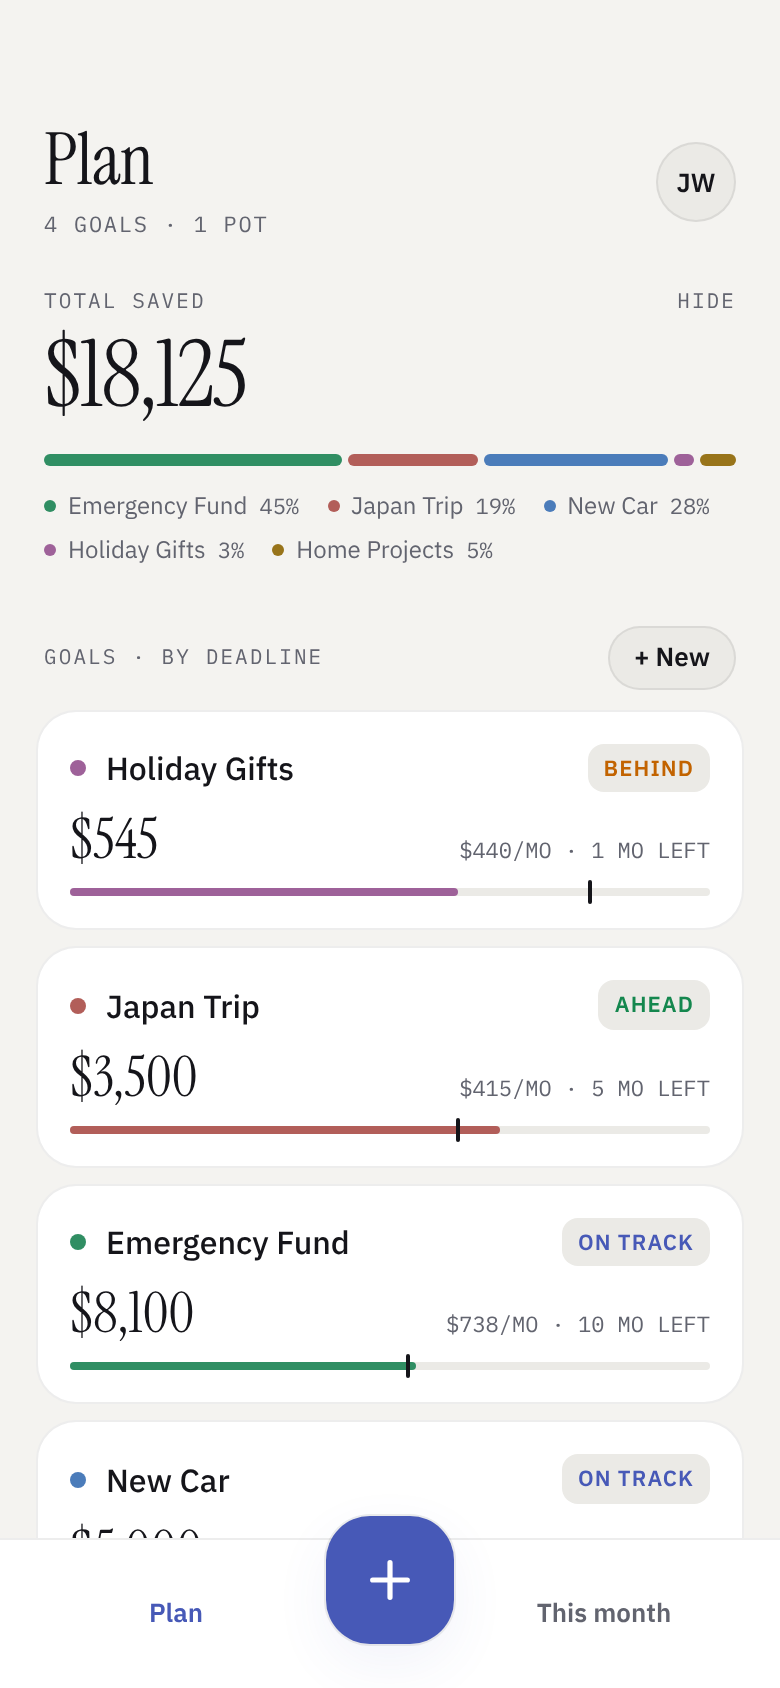 Plan
JW
4 GOALS · 1 POT
TOTAL SAVED HIDE
$18,125
Emergency Fund 45% Japan Trip 19% New Car 28%
Holiday Gifts 3% Home Projects 5%
GOALS · BY DEADLINE + New
Holiday Gifts BEHIND
$545 $440/MO · 1 MO LEFT
Japan Trip AHEAD
$3,500 $415/MO · 5 MO LEFT
Emergency Fund ON TRACK
$8,100 $738/MO · 10 MO LEFT
New Car ON TRACK
Plan This month